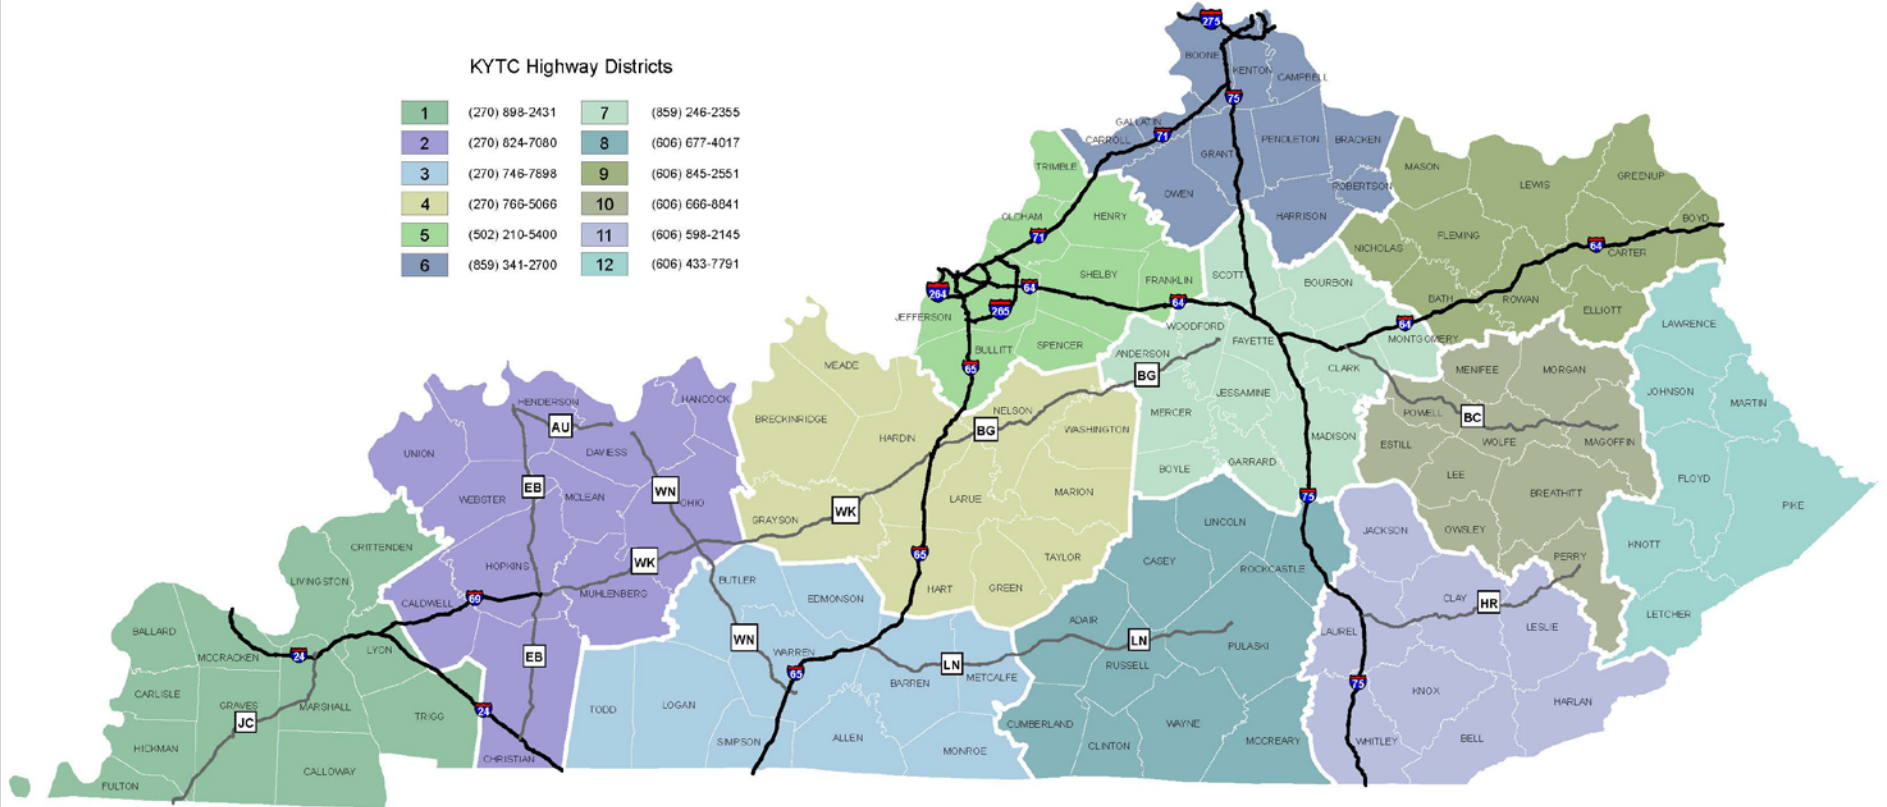 KYTC Highway Districts
1 (270) 898-2431 7 (859) 246-2355
2 (270) 824-7080 8 (606) 677-4017
3 (270) 746-7898 9 (606) 845-2551
4 (270) 766-5066 10 (606) 666-8841
5 (502) 210-5400 11 (606) 598-2145
6 (859) 341-2700 12 (606) 433-7791
275
BOONE
KENTON
CAMPBELL
75
GALLATIN
CARROLL
71
GRANT
PENDLETON
BRACKEN
OWEN
ROBERTSON
HARRISON
MASON
LEWIS
GREENUP
BOYD
NICHOLAS
FLEMING
64
CARTER
BATH
ROWAN
ELLIOTT
TRIMBLE
OLDHAM
HENRY
71
264
265
64
SHELBY
FRANKLIN
64
JEFFERSON
BULLITT
SPENCER
65
SCOTT
BOURBON
WOODFORD
FAYETTE
64
MONTGOMERY
ANDERSON
BG
CLARK
JESSAMINE
MERCER
MADISON
BOYLE
GARRARD
75
MENIFEE
MORGAN
POWELL
BC
ESTILL
WOLFE
MAGOFFIN
LEE
BREATHITT
OWSLEY
PERRY
LAWRENCE
JOHNSON
MARTIN
FLOYD
PIKE
KNOTT
LETCHER
MEADE
BRECKINRIDGE
HARDIN
NELSON
BG
WASHINGTON
LARUE
MARION
GRAYSON
WK
65
TAYLOR
HART
GREEN
HENDERSON
HANCOCK
AU
UNION
DAVIESS
WEBSTER
EB
MCLEAN
WN
OHIO
HOPKINS
WK
CALDWELL
69
MUHLENBERG
EB
CHRISTIAN
CRITTENDEN
LIVINGSTON
BALLARD
MCCRACKEN
24
LYON
CARLISLE
GRAVES
JC
MARSHALL
TRIGG
24
HICKMAN
FULTON
CALLOWAY
BUTLER
EDMONSON
WN
WARREN
65
BARREN
LN
METCALFE
TODD
LOGAN
SIMPSON
ALLEN
MONROE
LINCOLN
CASEY
ROCKCASTLE
ADAIR
LN
RUSSELL
PULASKI
CUMBERLAND
WAYNE
CLINTON
MCCREARY
JACKSON
CLAY
HR
LAUREL
LESLIE
75
KNOX
HARLAN
WHITLEY
BELL